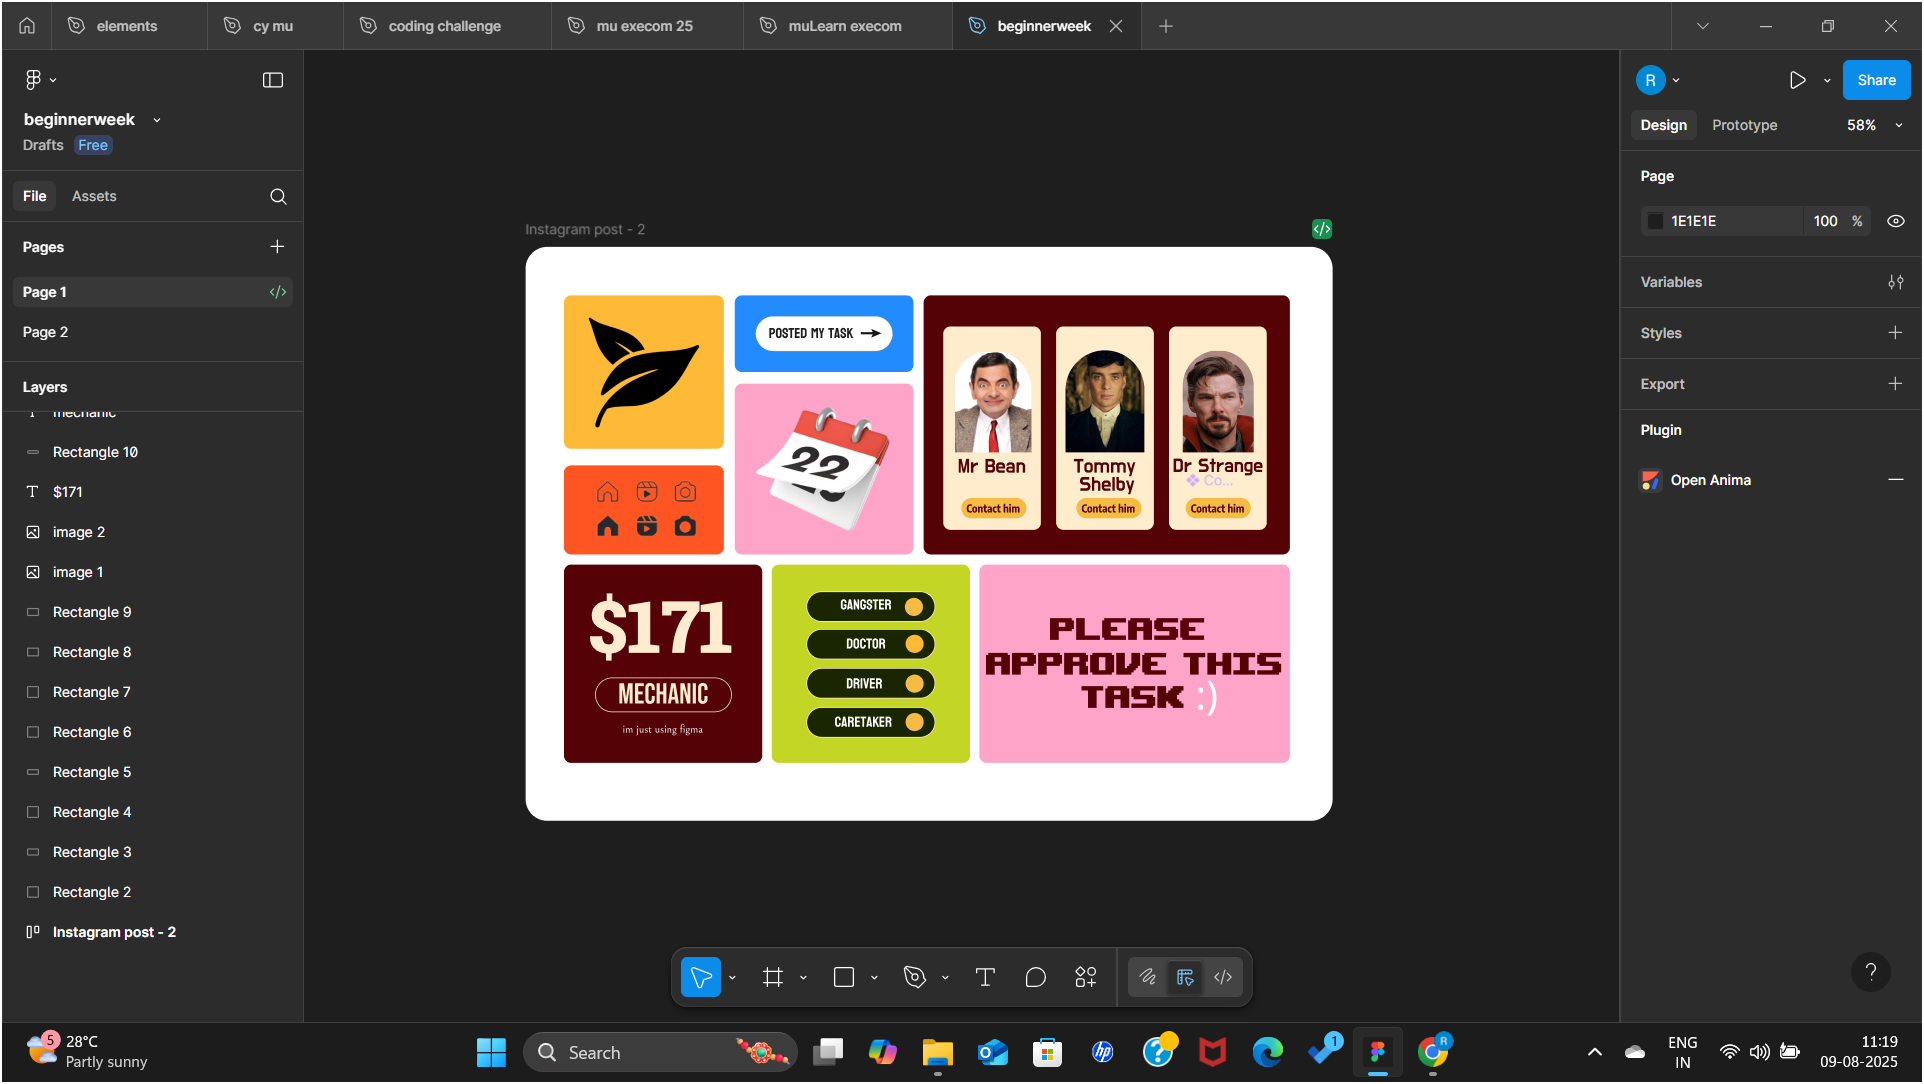 elements
cy mu
coding challenge
mu execom 25
muLearn execom
beginnerweek
beginnerweek
Drafts Free
File Assets
Pages
Page 1
Page 2
Layers
mechanic
Rectangle 10
$171
image 2
image 1
Rectangle 9
Rectangle 8
Rectangle 7
Rectangle 6
Rectangle 5
Rectangle 4
Rectangle 3
Rectangle 2
Instagram post - 2
Instagram post - 2
POSTED MY TASK
22
Mr Bean
Contact him
Tommy
Shelby
Contact him
Dr Strange
Co...
Contact him
$171
MECHANIC
im just using figma
GANGSTER
DOCTOR
DRIVER
CARETAKER
PLEASE
APPROVE THIS
TASK :)
R
Share
Design Prototype 58%
Page
1E1E1E 100 %
Variables
Styles
Export
Plugin
Open Anima
?
5
28°C
Partly sunny
Search
hp
1
R
ENG
IN
11:19
09-08-2025